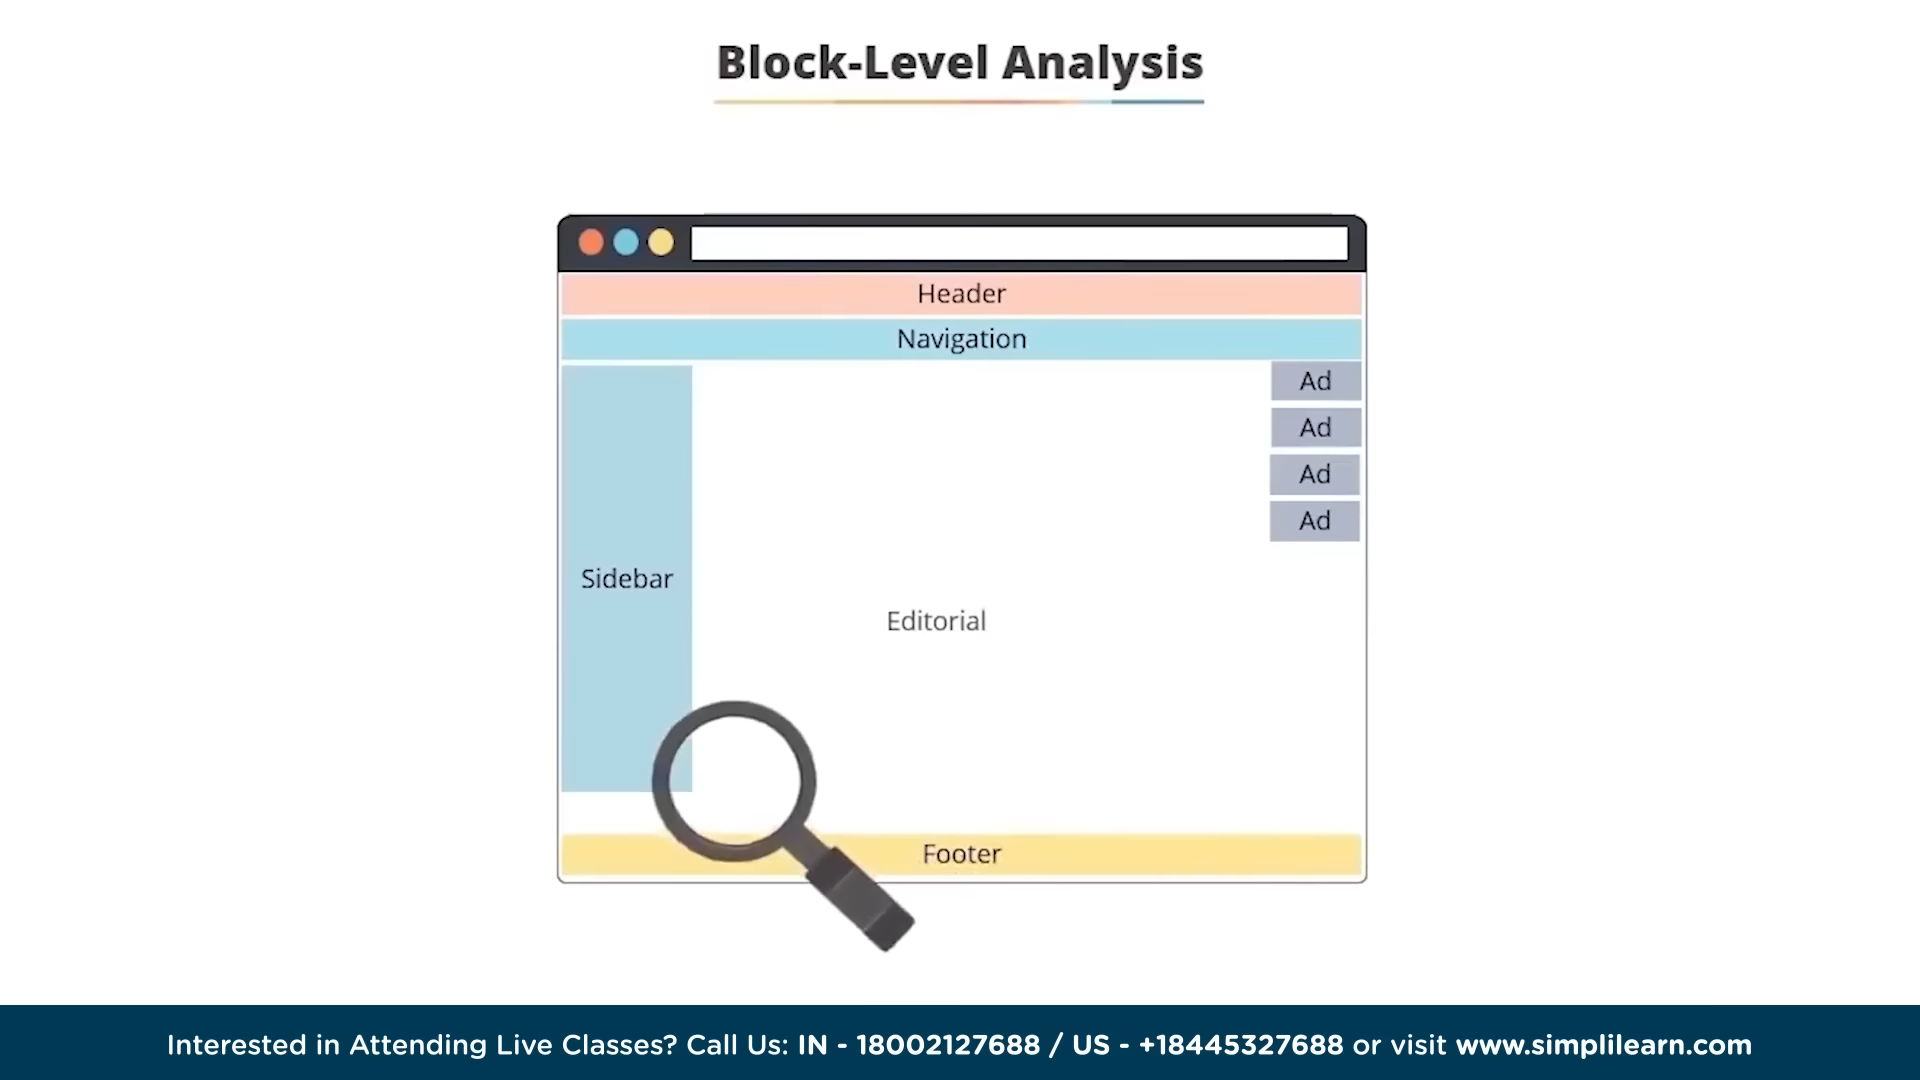 Block-Level Analysis
Header
Navigation
Ad
Ad
Ad
Ad
Sidebar
Editorial
Footer
Interested in Attending Live Classes? Call Us: IN - 18002127688 / US - +18445327688 or visit www.simplilearn.com